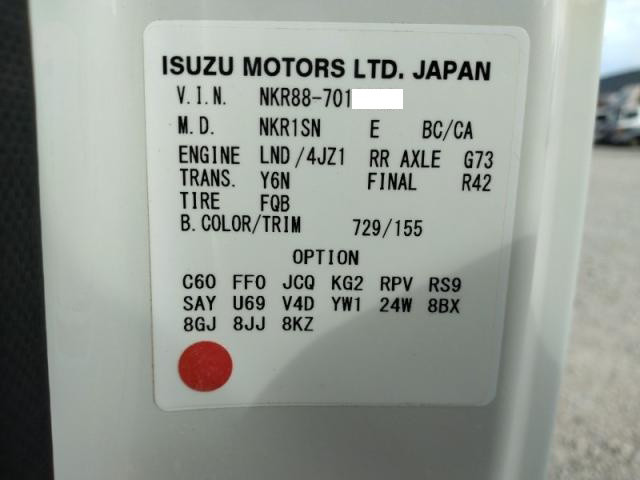 ISUZU MOTORS LTD. JAPAN
V.I.N. NKR88-701
M.D. NKR1SN E BC/CA
ENGINE LND/4JZ1 RR AXLE G73
TRANS. Y6N FINAL R42
TIRE FQB
B.COLOR/TRIM 729/155
OPTION
C60 FF0 JCQ KG2 RPV RS9
SAY U69 V4D YW1 24W 8BX
8GJ 8JJ 8KZ